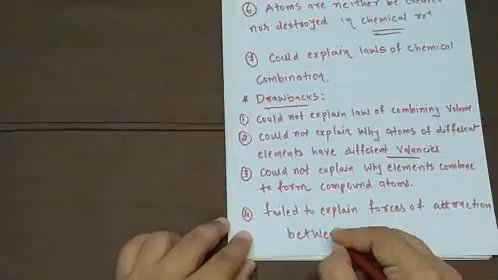 ⑥ Atoms are neither be created
nor destroyed in chemical rxⁿ
⑦ Could explain laws of chemical
combination.
* Drawbacks:
① Could not explain law of combining volume.
② Could not explain why atoms of different
elements have different valancies.
③ Could not explain why elements combine
to form compound atoms.
④ failed to explain forces of attraction
betwe